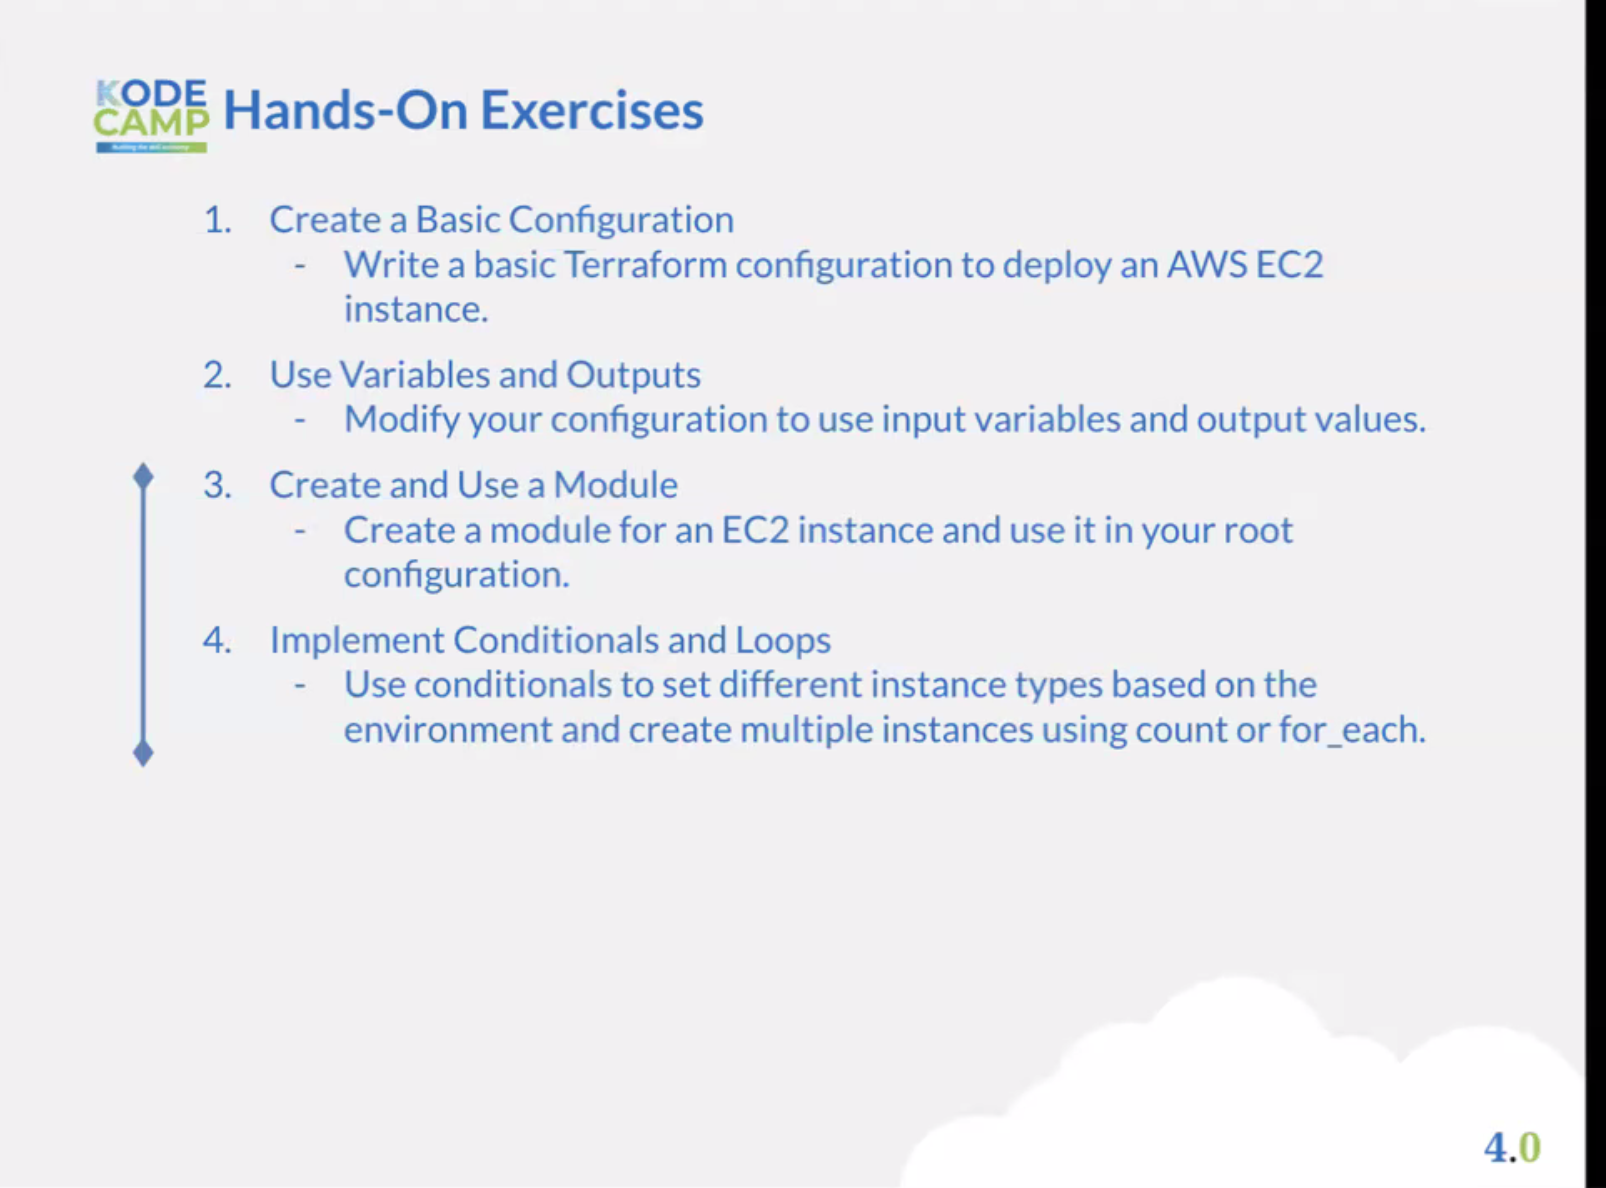 KODE
CAMP
Hands-On Exercises
1. Create a Basic Configuration
- Write a basic Terraform configuration to deploy an AWS EC2
instance.
2. Use Variables and Outputs
- Modify your configuration to use input variables and output values.
3. Create and Use a Module
- Create a module for an EC2 instance and use it in your root
configuration.
4. Implement Conditionals and Loops
- Use conditionals to set different instance types based on the
environment and create multiple instances using count or for_each.
4.0